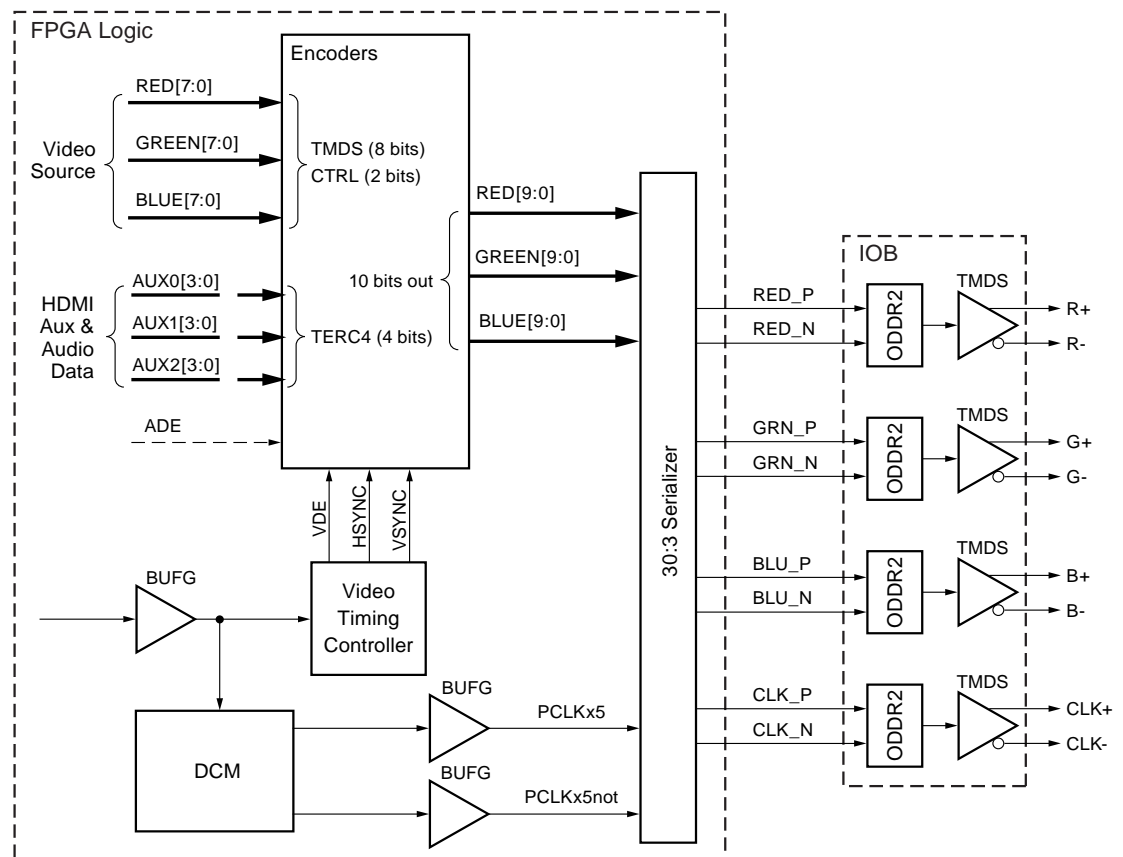 FPGA Logic
Encoders
RED[7:0]
GREEN[7:0]
BLUE[7:0]
Video
Source
TMDS (8 bits)
CTRL (2 bits)
AUX0[3:0]
AUX1[3:0]
AUX2[3:0]
HDMI
Aux &
Audio
Data
TERC4 (4 bits)
10 bits out
ADE
RED[9:0]
GREEN[9:0]
BLUE[9:0]
VDE
HSYNC
VSYNC
BUFG
Video
Timing
Controller
DCM
BUFG
PCLKx5
BUFG
PCLKx5not
30:3 Serializer
IOB
RED_P
RED_N
ODDR2
TMDS
R+
R-
GRN_P
GRN_N
ODDR2
TMDS
G+
G-
BLU_P
BLU_N
ODDR2
TMDS
B+
B-
CLK_P
CLK_N
ODDR2
TMDS
CLK+
CLK-